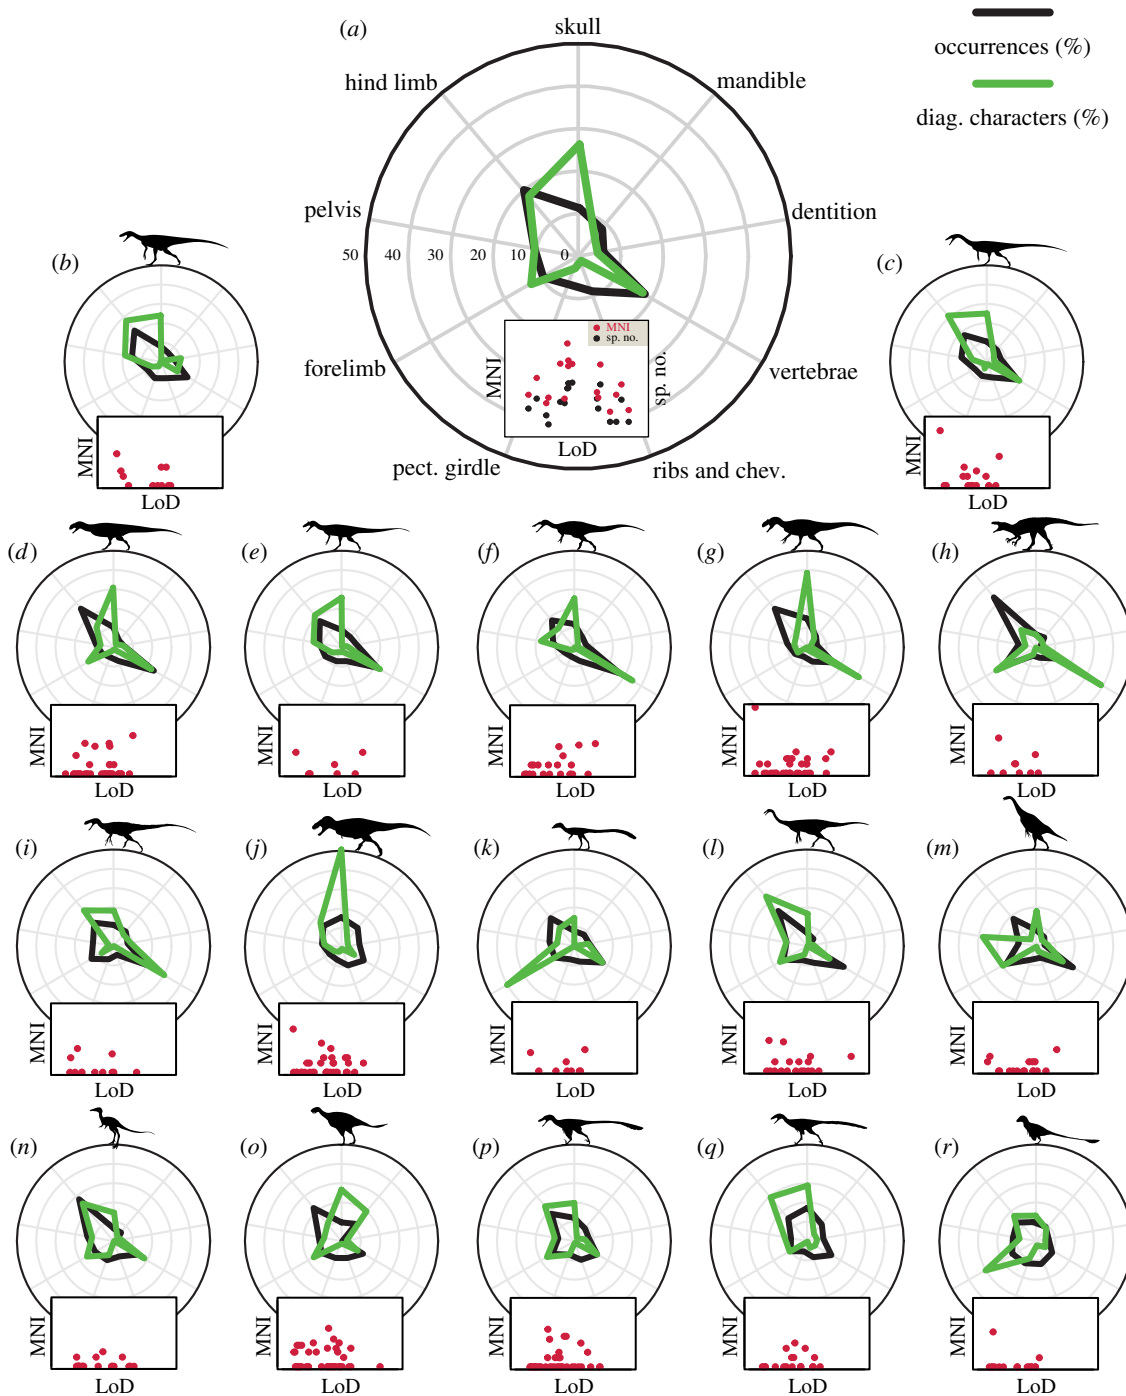 (a)
skull
occurrences (%)
diag. characters (%)
hind limb
mandible
pelvis
dentition
50 40 30 20 10 0
forelimb
vertebrae
pect. girdle
ribs and chev.
MNI
sp. no.
MNI
sp. no.
LoD
(b)
MNI
LoD
(c)
MNI
LoD
(d)
MNI
LoD
(e)
MNI
LoD
(f)
MNI
LoD
(g)
MNI
LoD
(h)
MNI
LoD
(i)
MNI
LoD
(j)
MNI
LoD
(k)
MNI
LoD
(l)
MNI
LoD
(m)
MNI
LoD
(n)
MNI
LoD
(o)
MNI
LoD
(p)
MNI
LoD
(q)
MNI
LoD
(r)
MNI
LoD